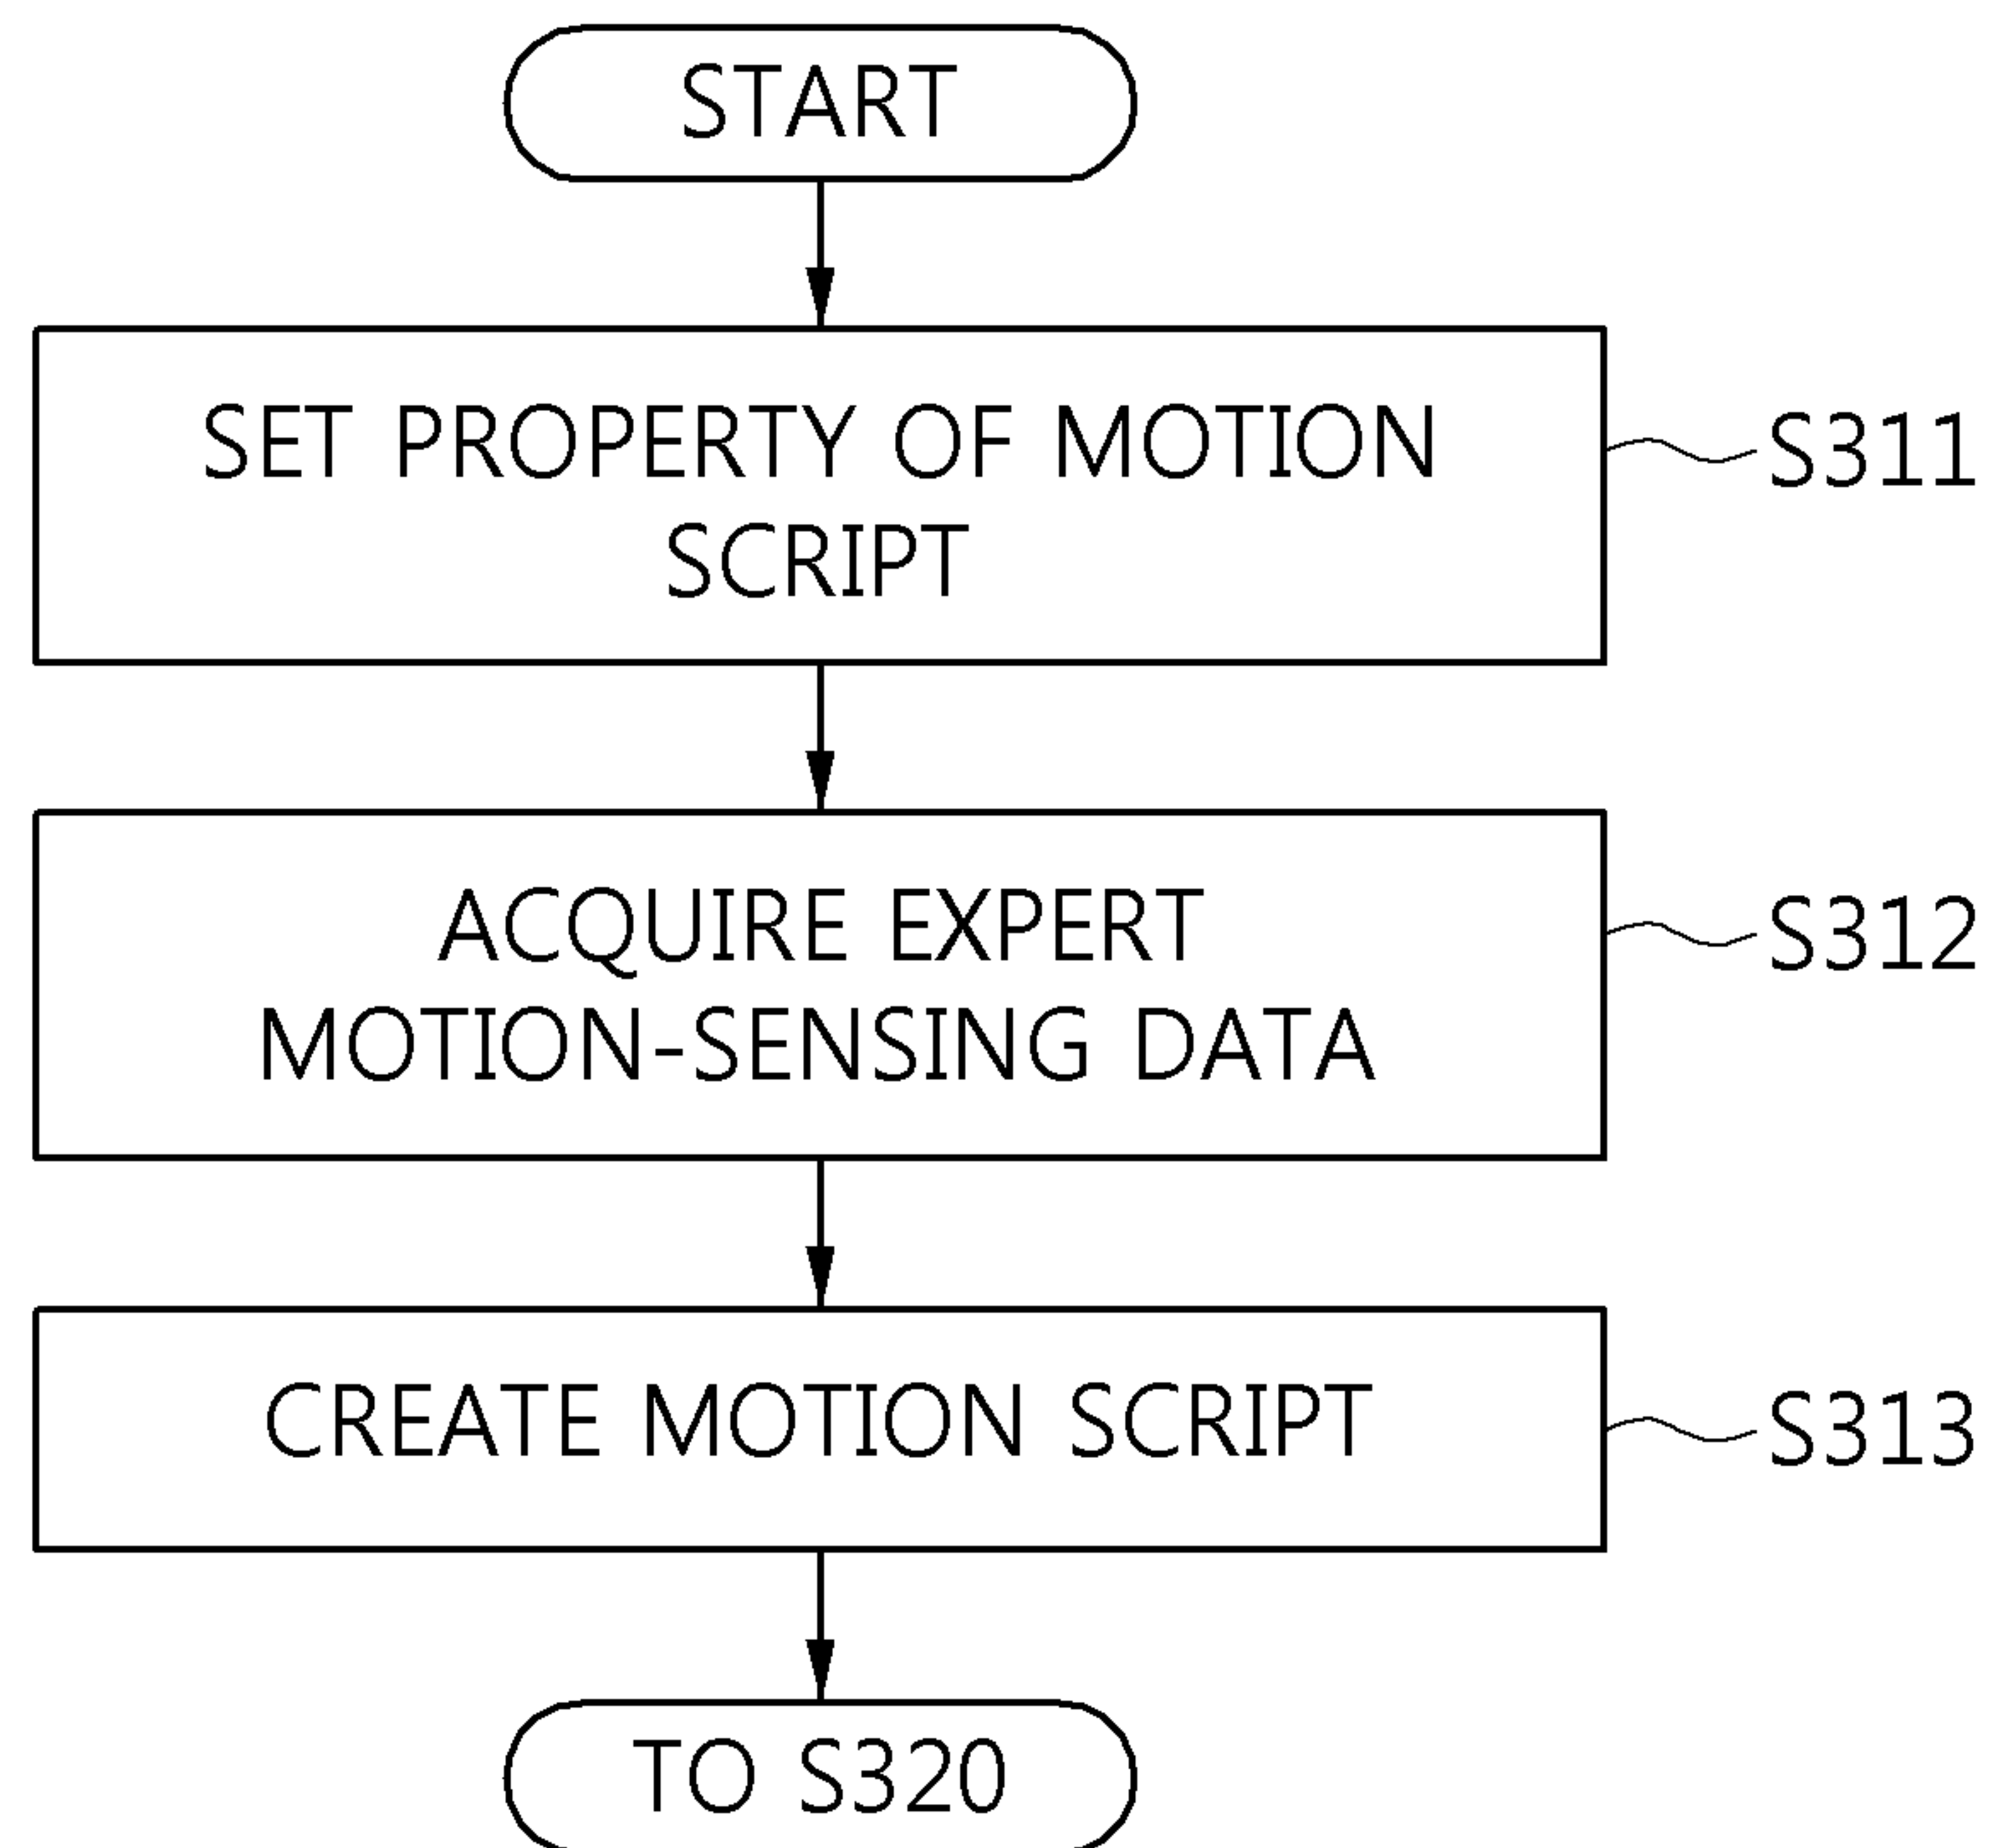 START
SET PROPERTY OF MOTION
SCRIPT
S311
ACQUIRE EXPERT
MOTION-SENSING DATA
S312
CREATE MOTION SCRIPT
S313
TO S320